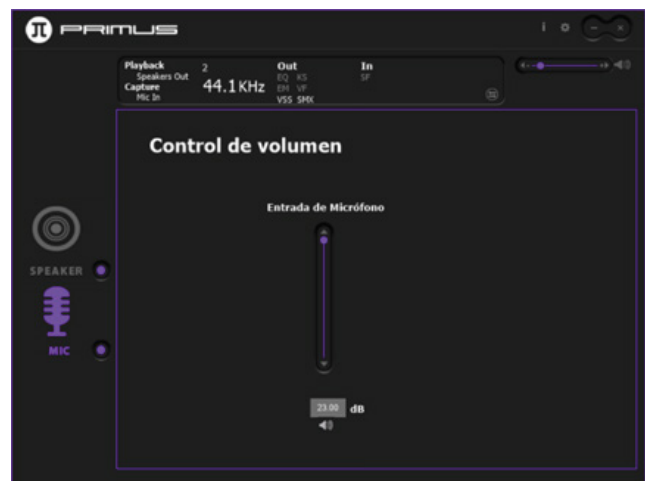 PRIMUS
Playback 2 Out In
Speakers Out EQ KS SF
Capture 44.1 KHz EM VF
Mic In VSS SMX
Control de volumen
Entrada de Micrófono
SPEAKER
MIC
23.00 dB